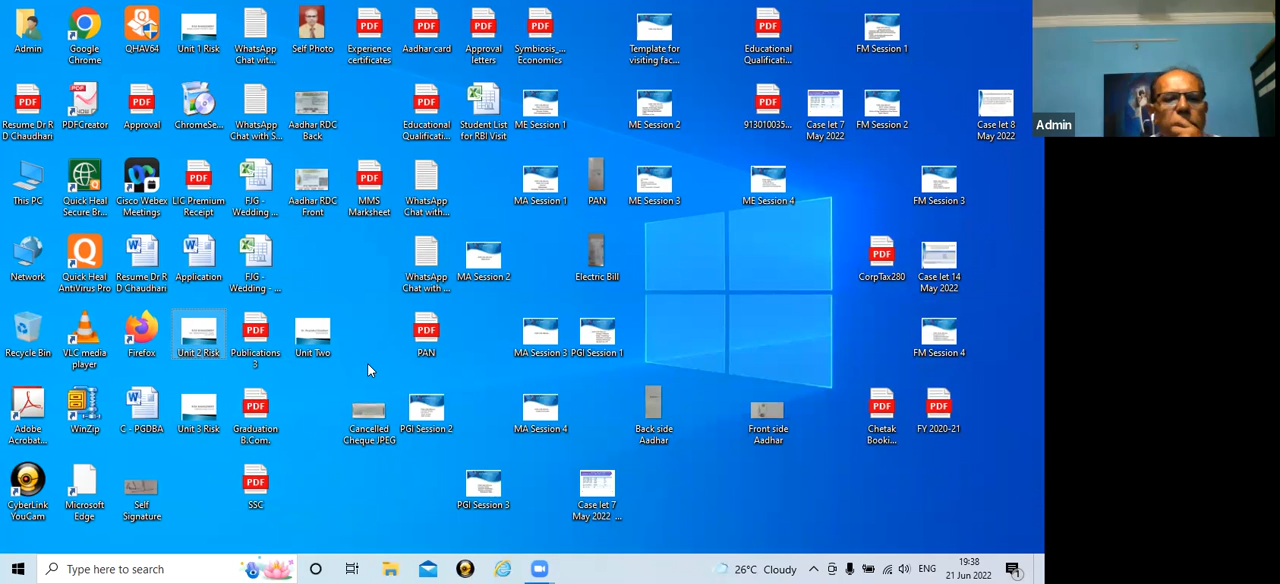 Admin
Google
Chrome
QHAV64
Unit 1 Risk
WhatsApp
Chat wit...
Self Photo
Experience
certificates
Aadhar card
Approval
letters
Symbiosis_...
Economics
Template for
visiting fac...
Educational
Qualificati...
FM Session 1
Resume Dr R
D Chaudhari
PDFCreator
Approval
ChromeSe...
WhatsApp
Chat with S...
Aadhar RDC
Back
Educational
Qualificati...
Student List
for RBI Visit
ME Session 1
ME Session 2
913010035...
Case let 7
May 2022
FM Session 2
Case let 8
May 2022
Admin
This PC
Quick Heal
Secure Br...
Cisco Webex
Meetings
LIC Premium
Receipt
FJG -
Wedding ...
Aadhar RDC
Front
MMS
Marksheet
WhatsApp
Chat with...
MA Session 1
PAN
ME Session 3
ME Session 4
FM Session 3
Network
Quick Heal
AntiVirus Pro
Resume Dr R
D Chaudhari
Application
FJG -
Wedding - ...
WhatsApp
Chat with ...
MA Session 2
Electric Bill
CorpTax280
Case let 14
May 2022
Recycle Bin
VLC media
player
Firefox
Unit 2 Risk
Publications
3
Unit Two
PAN
MA Session 3
PGI Session 1
FM Session 4
Adobe
Acrobat...
WinZip
C - PGDBA
Unit 3 Risk
Graduation
B.Com.
Cancelled
Cheque JPEG
PGI Session 2
MA Session 4
Back side
Aadhar
Front side
Aadhar
Chetak
Booki...
FY 2020-21
CyberLink
YouCam
Microsoft
Edge
Self
Signature
SSC
PGI Session 3
Case let 7
May 2022 ...
Type here to search
26°C Cloudy
ENG
19:38
21 Jun 2022